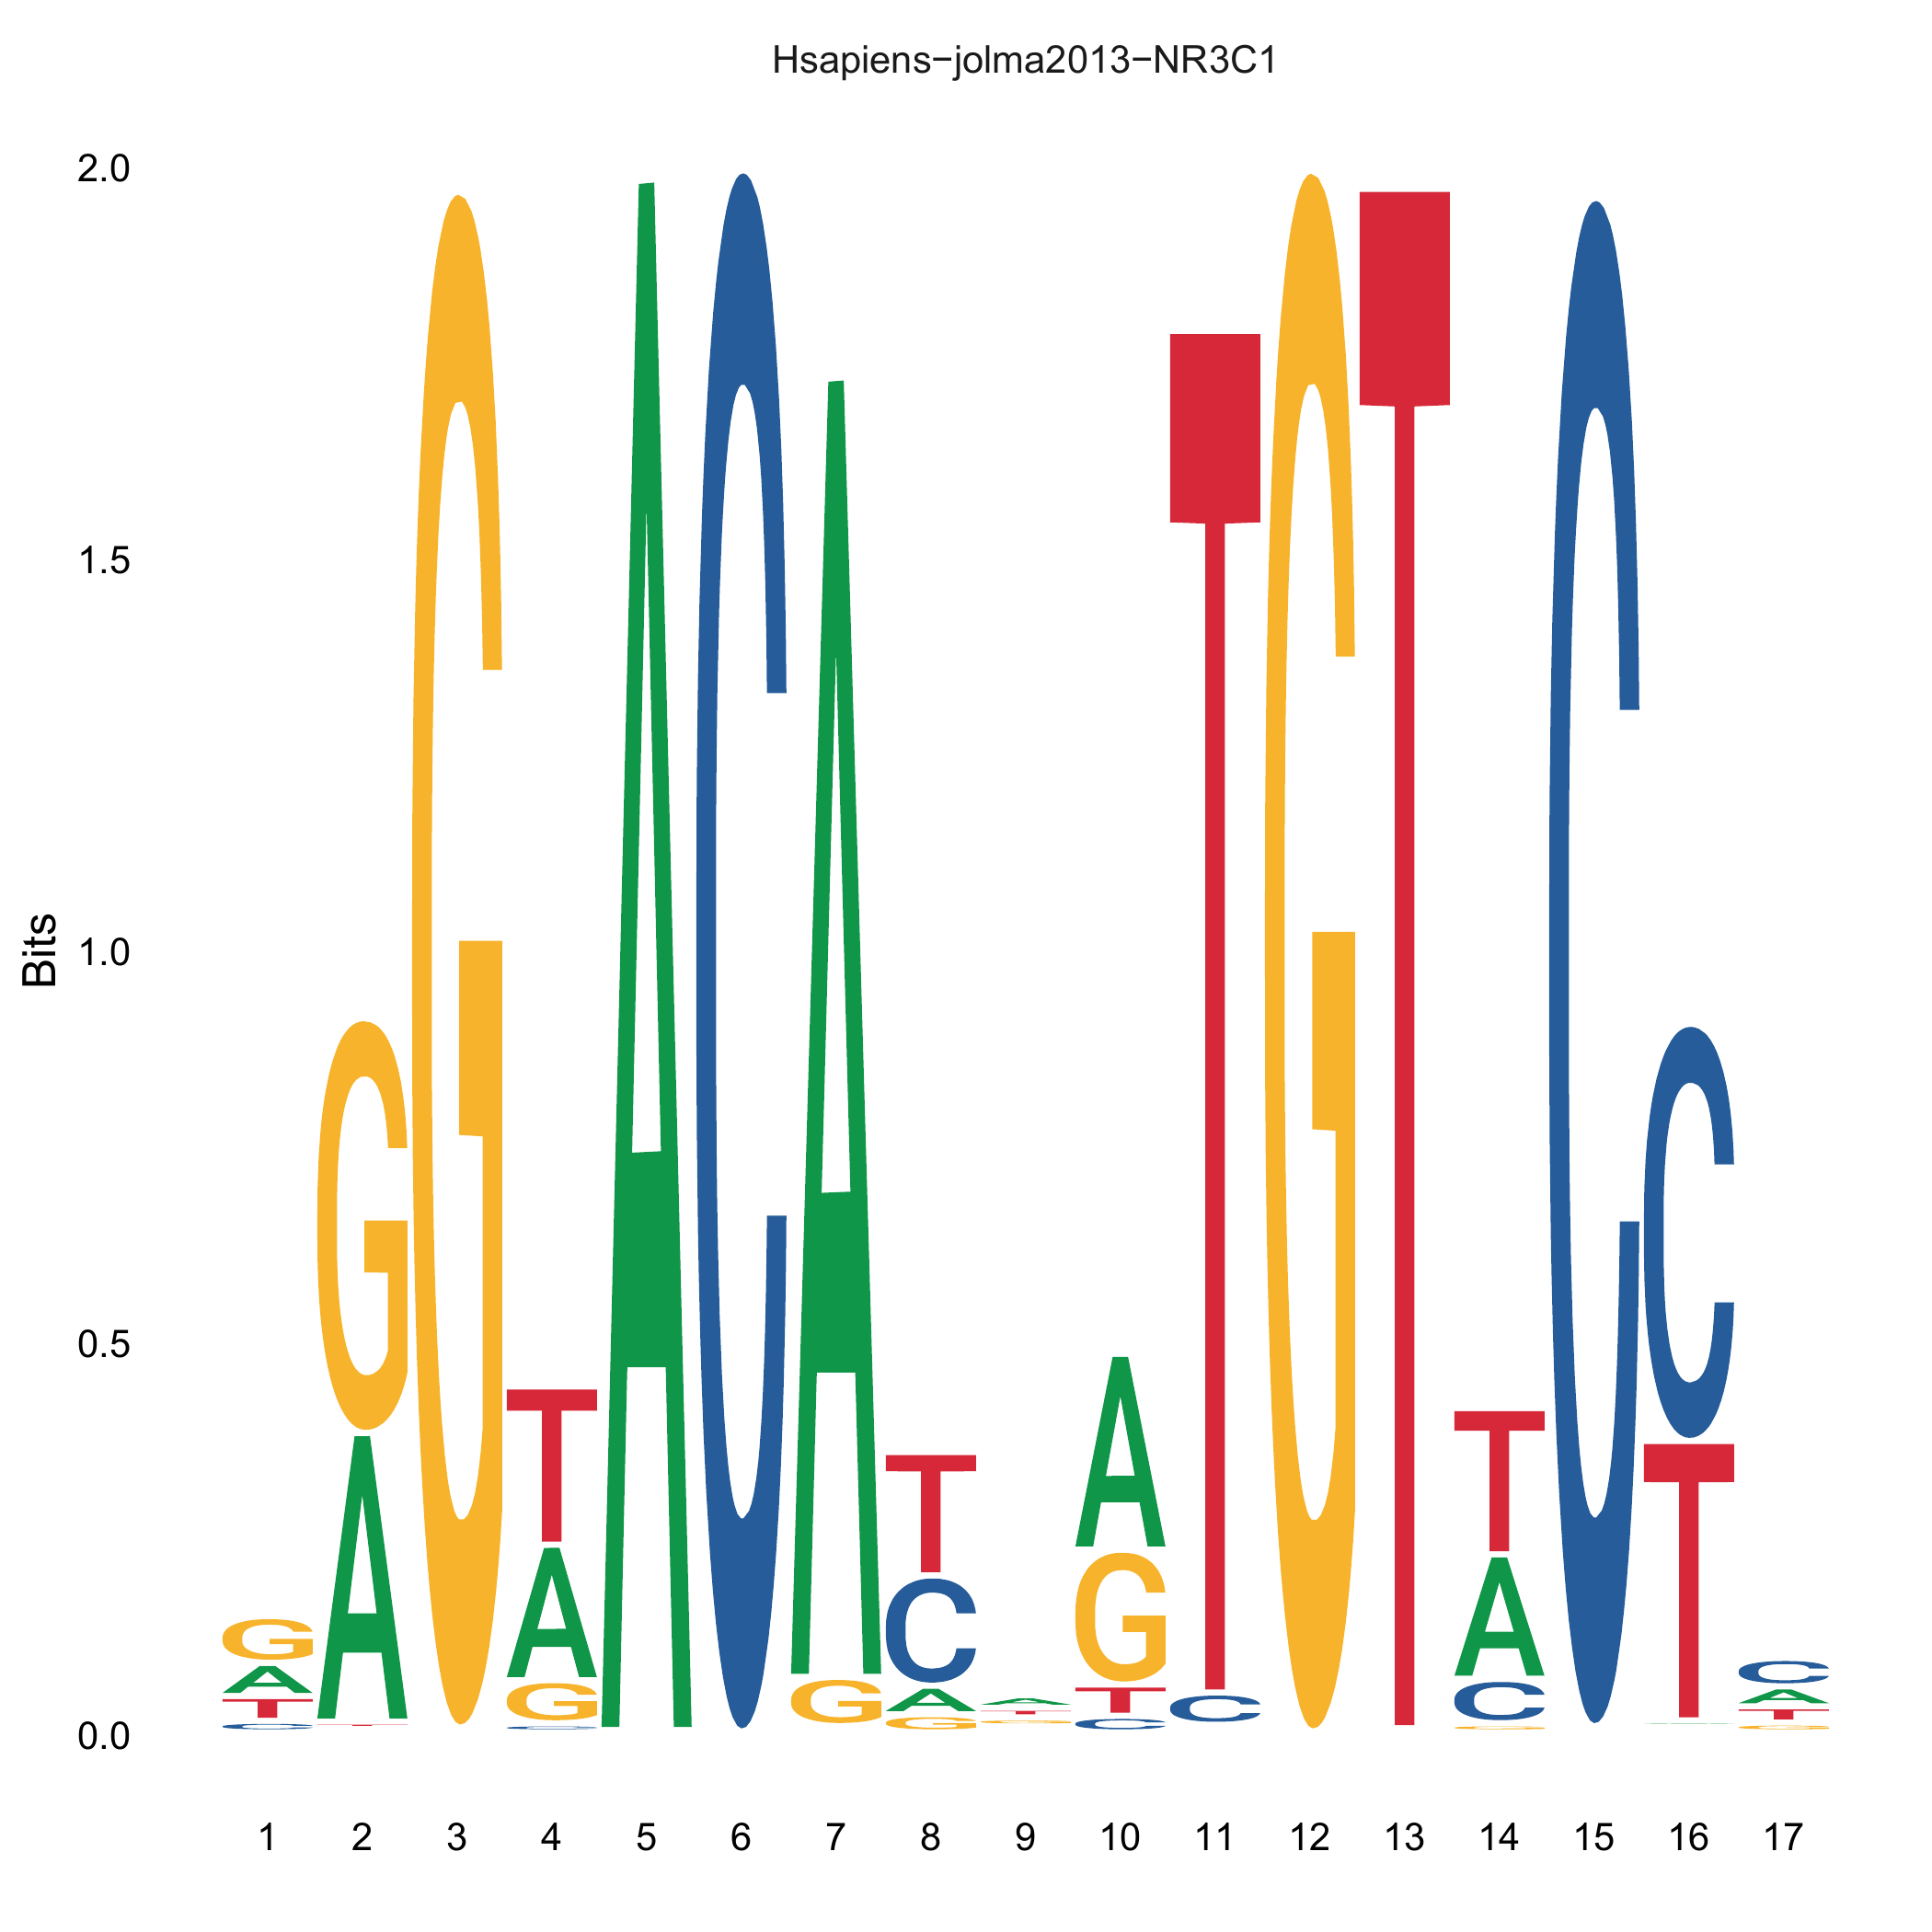 Hsapiens−jolma2013−NR3C1
2.0
1.5
1.0
0.5
0.0
Bits
G G G T A C A T A A T G T T C C C
A A A G C T G C A T A
T T G A T G C C T
C C G A T C G G
1 2 3 4 5 6 7 8 9 10 11 12 13 14 15 16 17